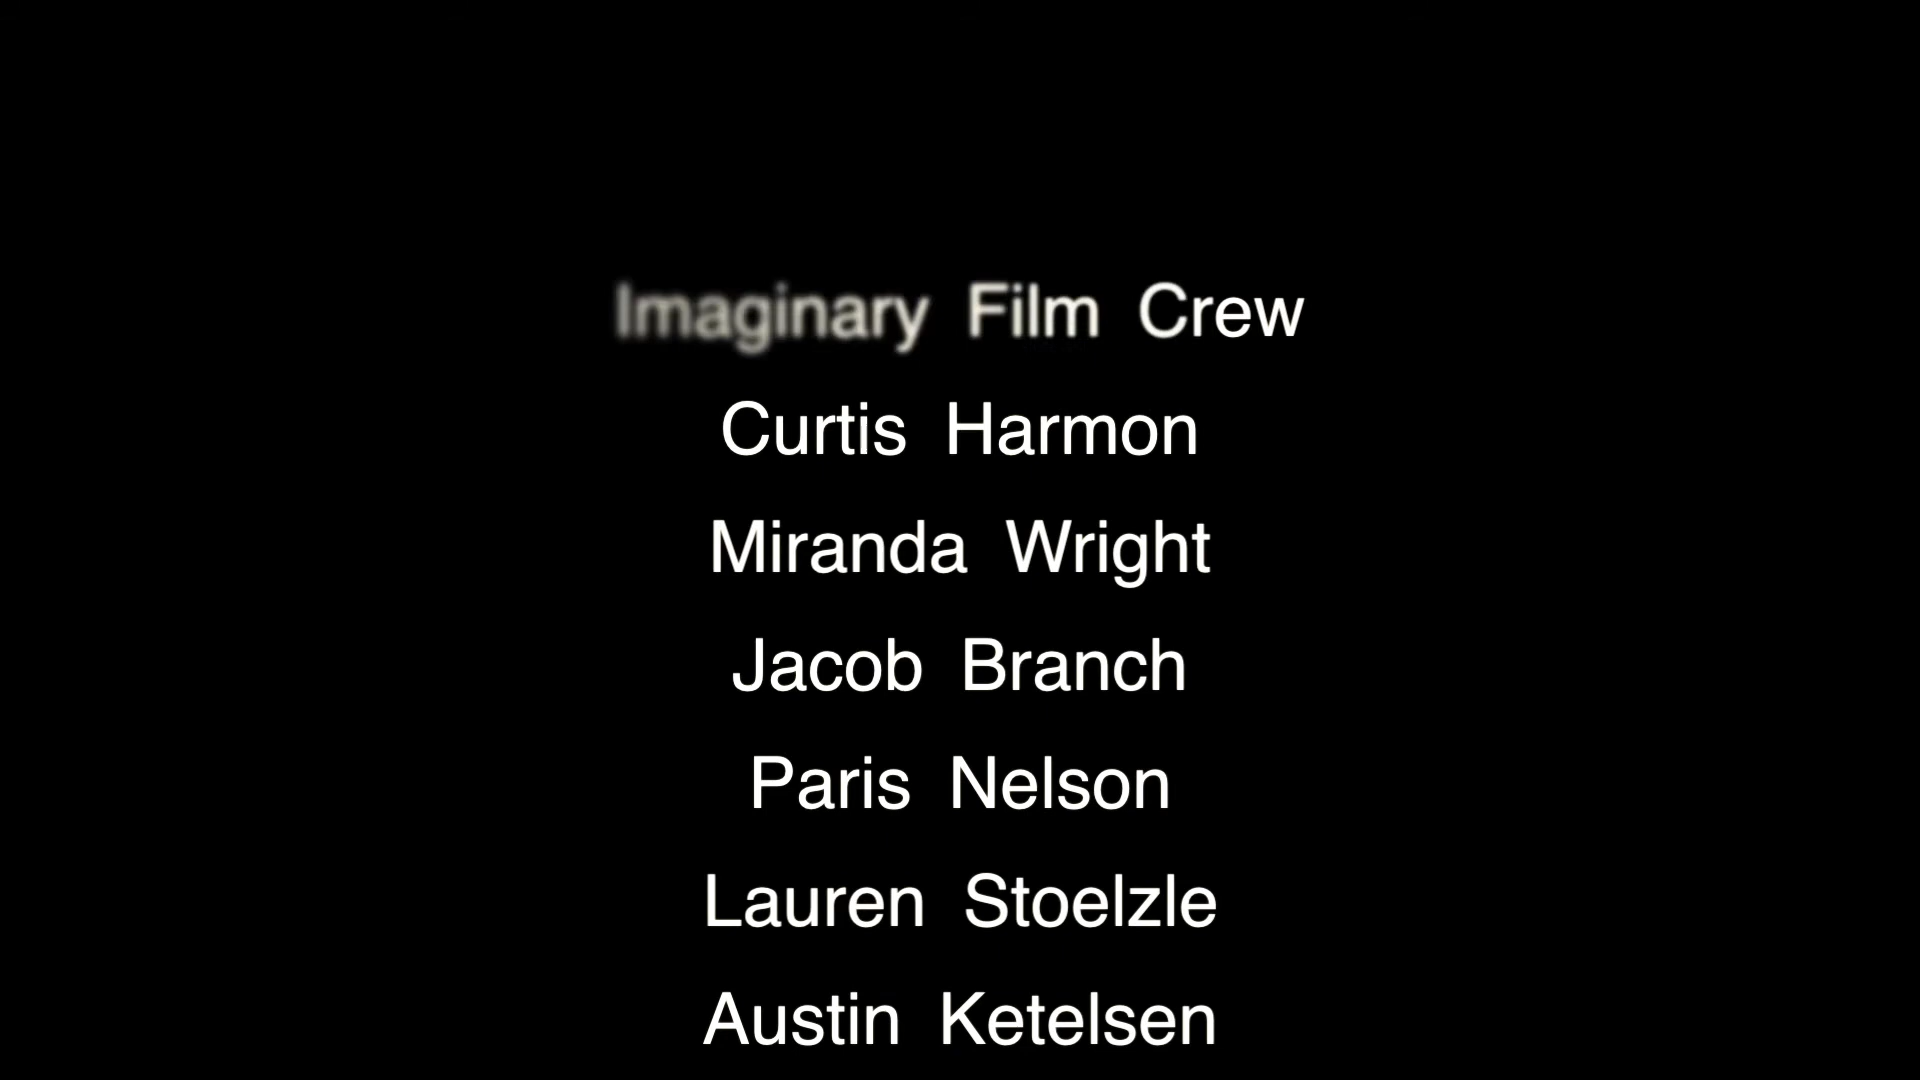 Imaginary Film Crew
Curtis Harmon
Miranda Wright
Jacob Branch
Paris Nelson
Lauren Stoelzle
Austin Ketelsen